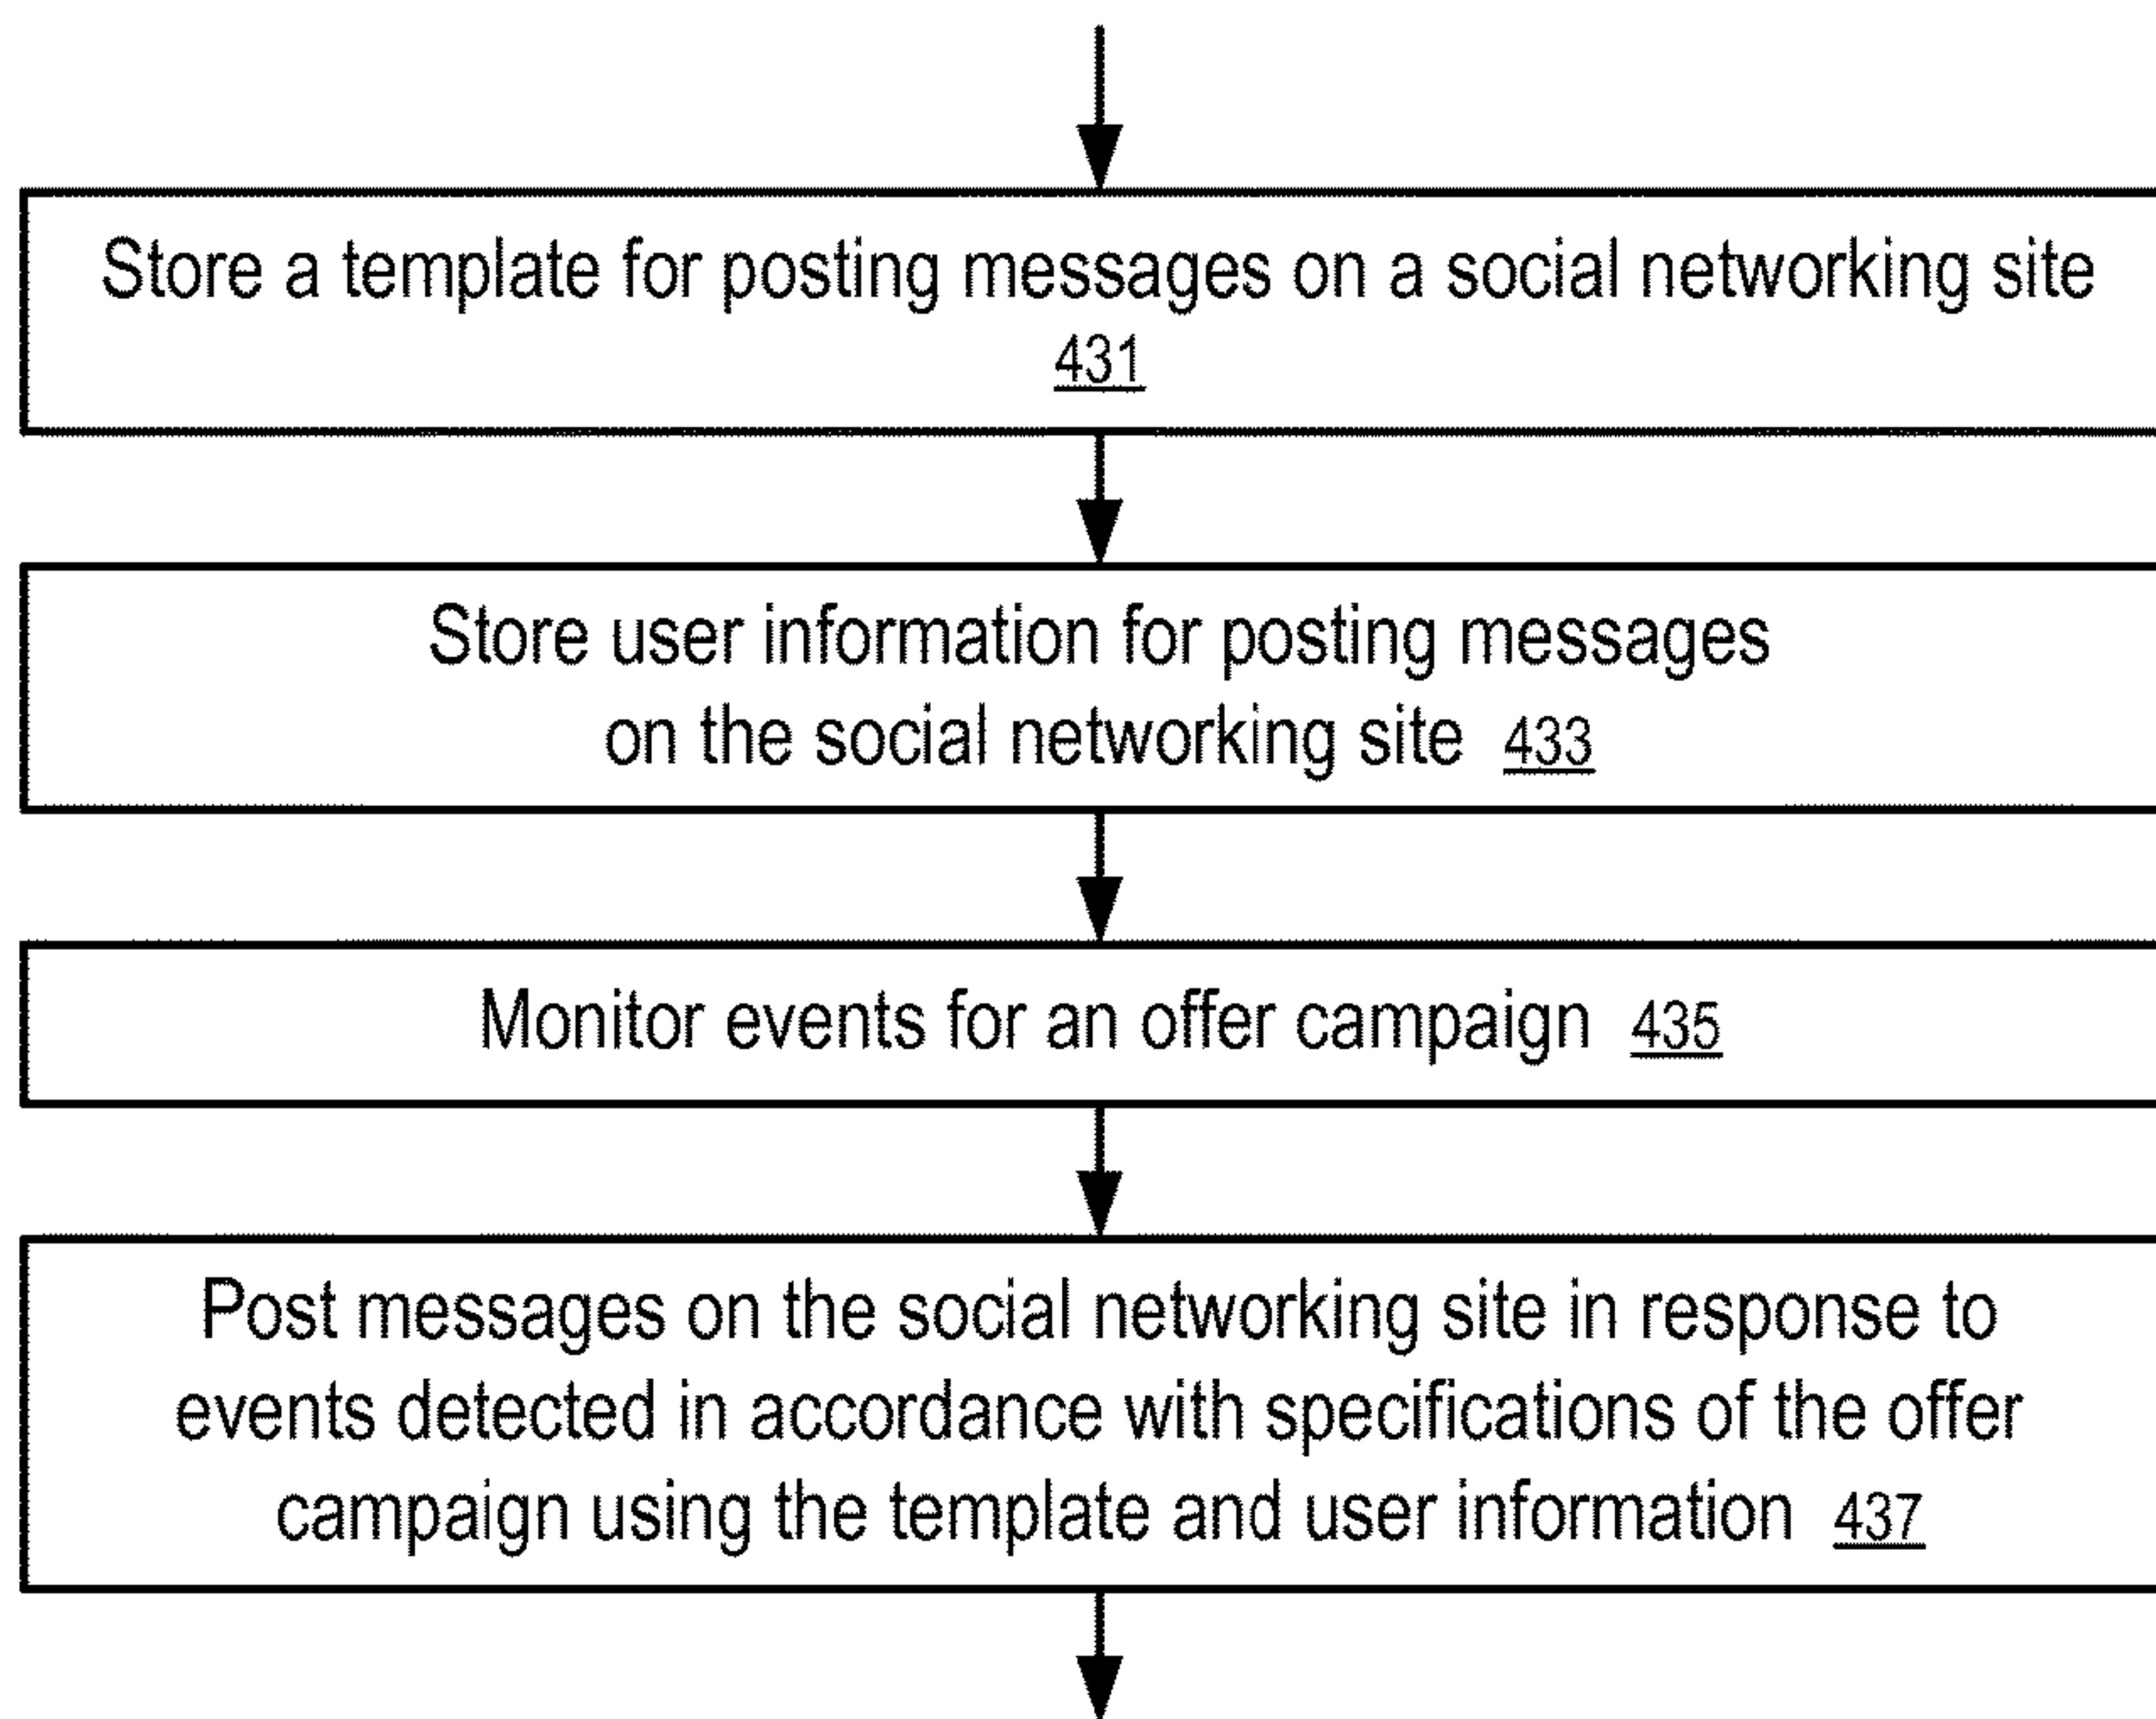 Store a template for posting messages on a social networking site
431
Store user information for posting messages
on the social networking site 433
Monitor events for an offer campaign 435
Post messages on the social networking site in response to
events detected in accordance with specifications of the offer
campaign using the template and user information 437